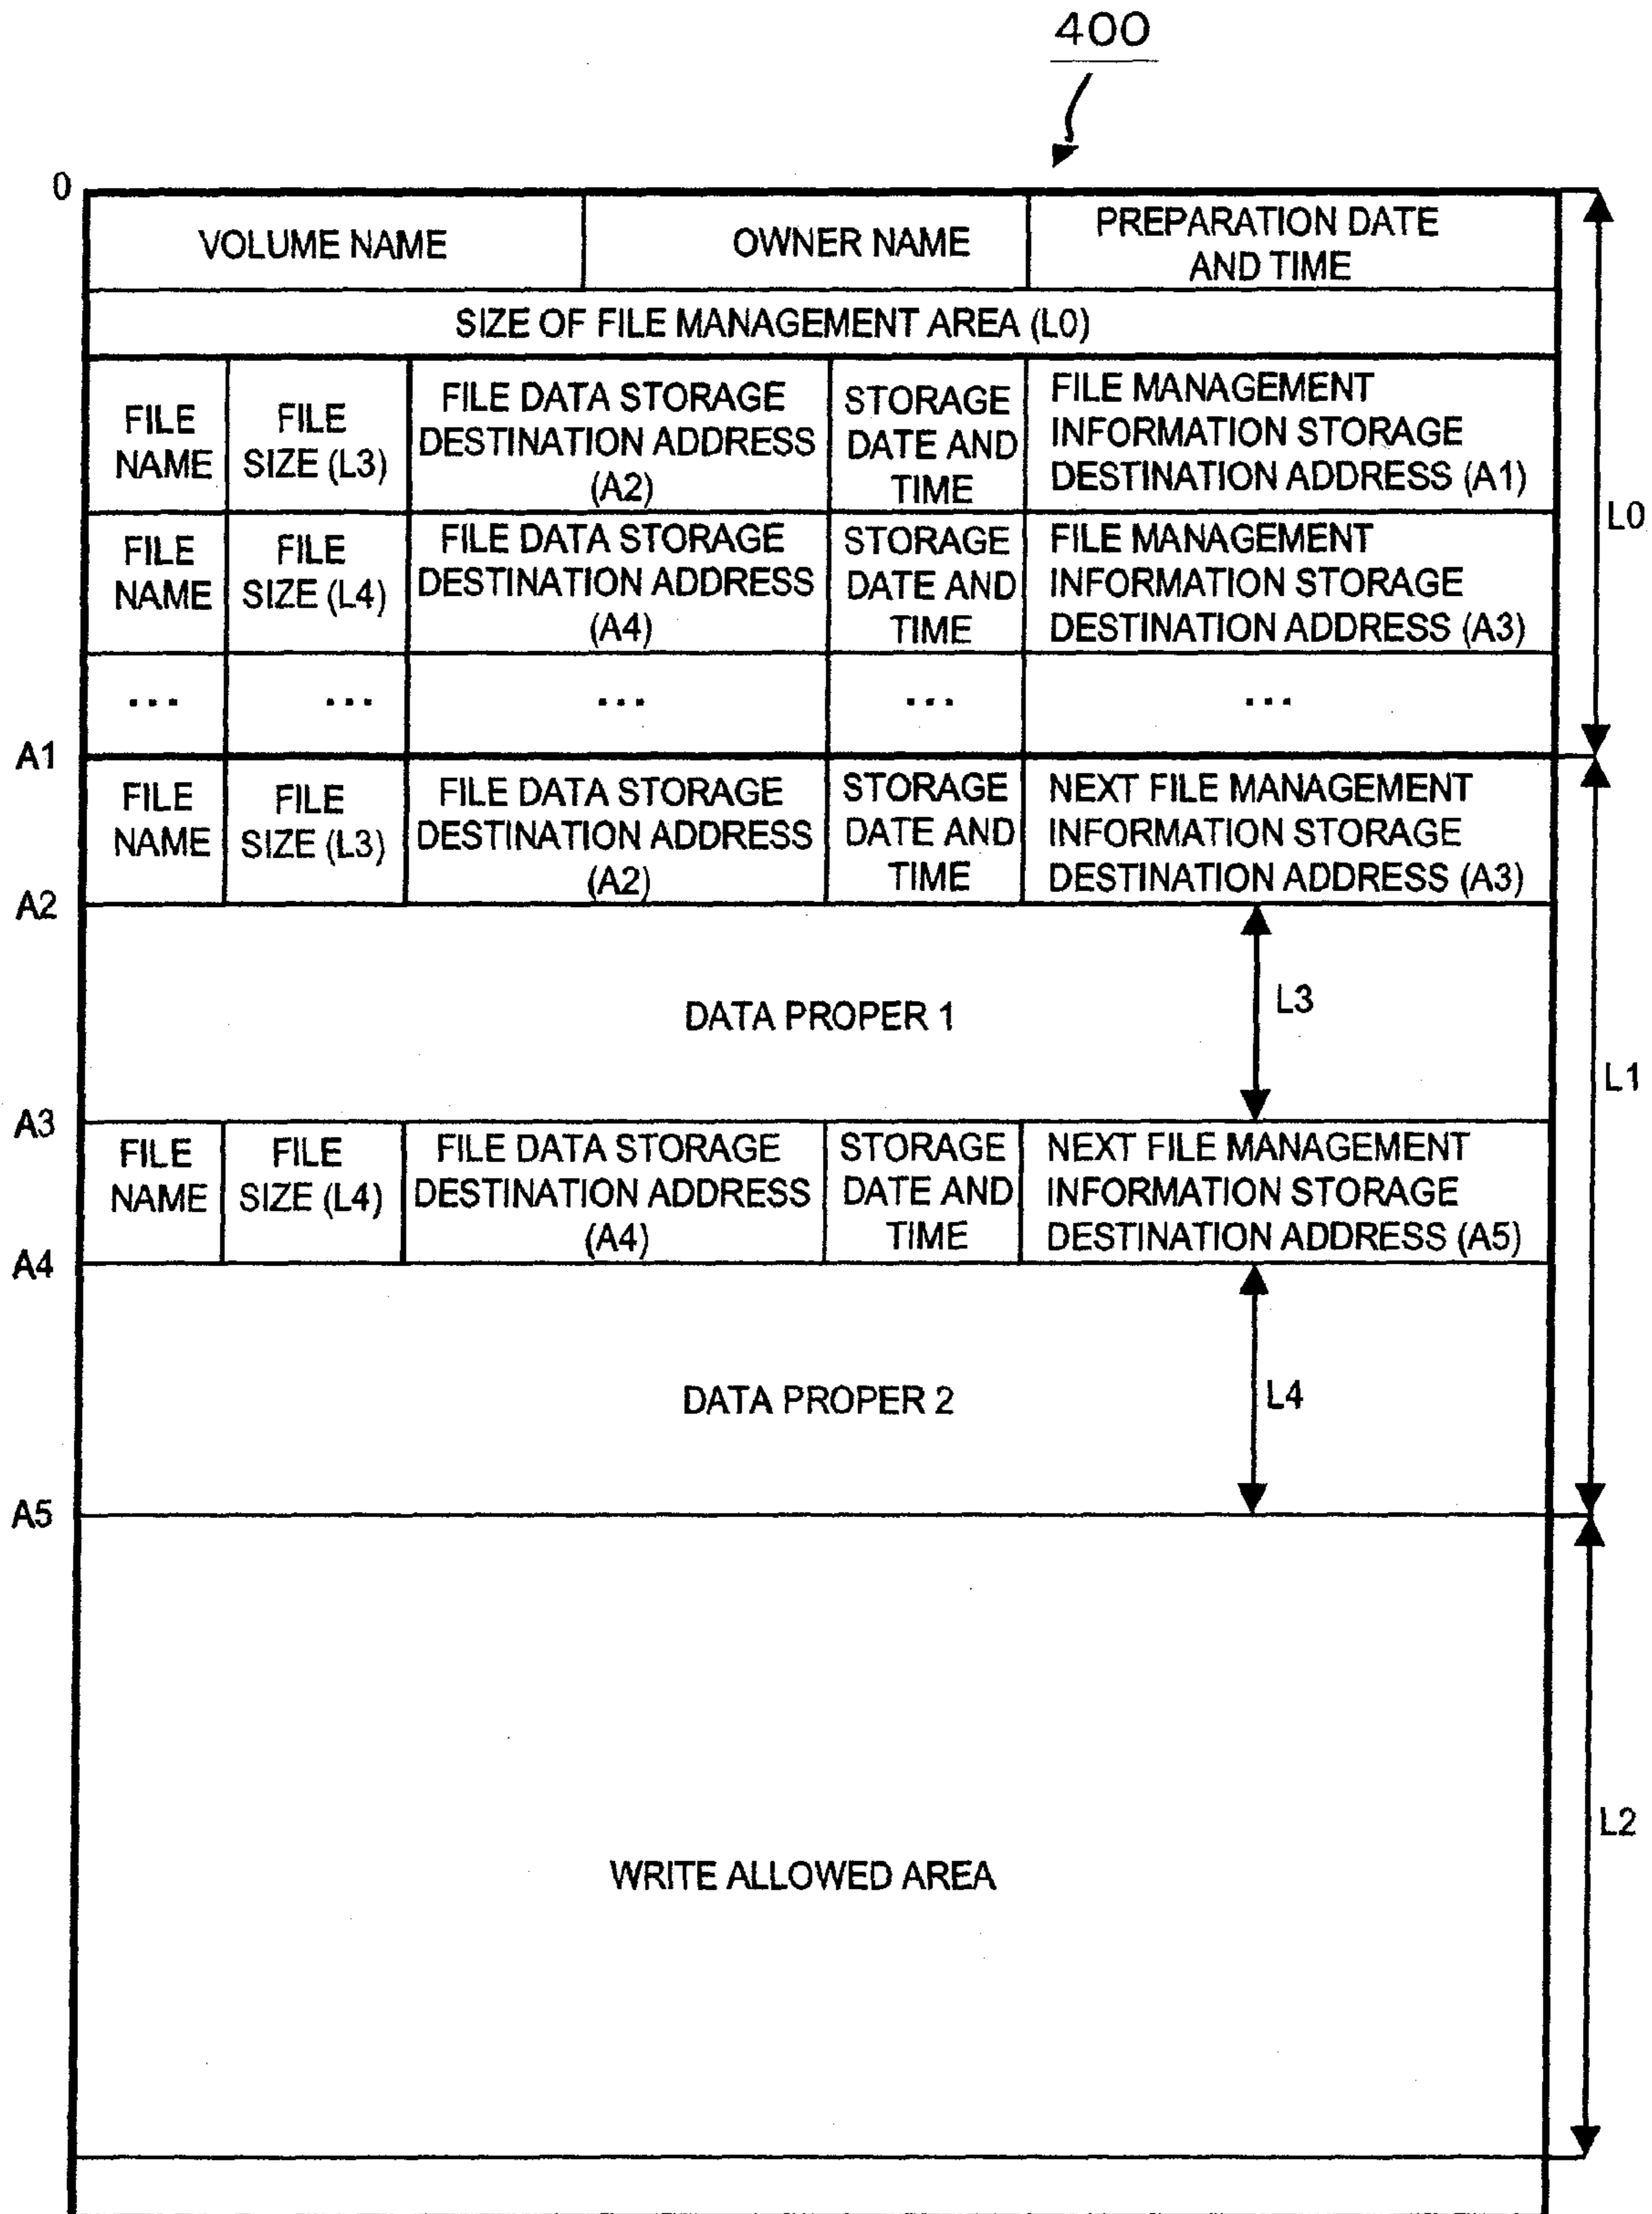 400
0
VOLUME NAME
OWNER NAME
PREPARATION DATE
AND TIME
SIZE OF FILE MANAGEMENT AREA (L0)
FILE
NAME
FILE
SIZE (L3)
FILE DATA STORAGE
DESTINATION ADDRESS
(A2)
STORAGE
DATE AND
TIME
FILE MANAGEMENT
INFORMATION STORAGE
DESTINATION ADDRESS (A1)
L0
FILE
NAME
FILE
SIZE (L4)
FILE DATA STORAGE
DESTINATION ADDRESS
(A4)
STORAGE
DATE AND
TIME
FILE MANAGEMENT
INFORMATION STORAGE
DESTINATION ADDRESS (A3)
...
...
...
...
...
A1
FILE
NAME
FILE
SIZE (L3)
FILE DATA STORAGE
DESTINATION ADDRESS
(A2)
STORAGE
DATE AND
TIME
NEXT FILE MANAGEMENT
INFORMATION STORAGE
DESTINATION ADDRESS (A3)
A2
DATA PROPER 1
L3
L1
A3
FILE
NAME
FILE
SIZE (L4)
FILE DATA STORAGE
DESTINATION ADDRESS
(A4)
STORAGE
DATE AND
TIME
NEXT FILE MANAGEMENT
INFORMATION STORAGE
DESTINATION ADDRESS (A5)
A4
DATA PROPER 2
L4
A5
WRITE ALLOWED AREA
L2